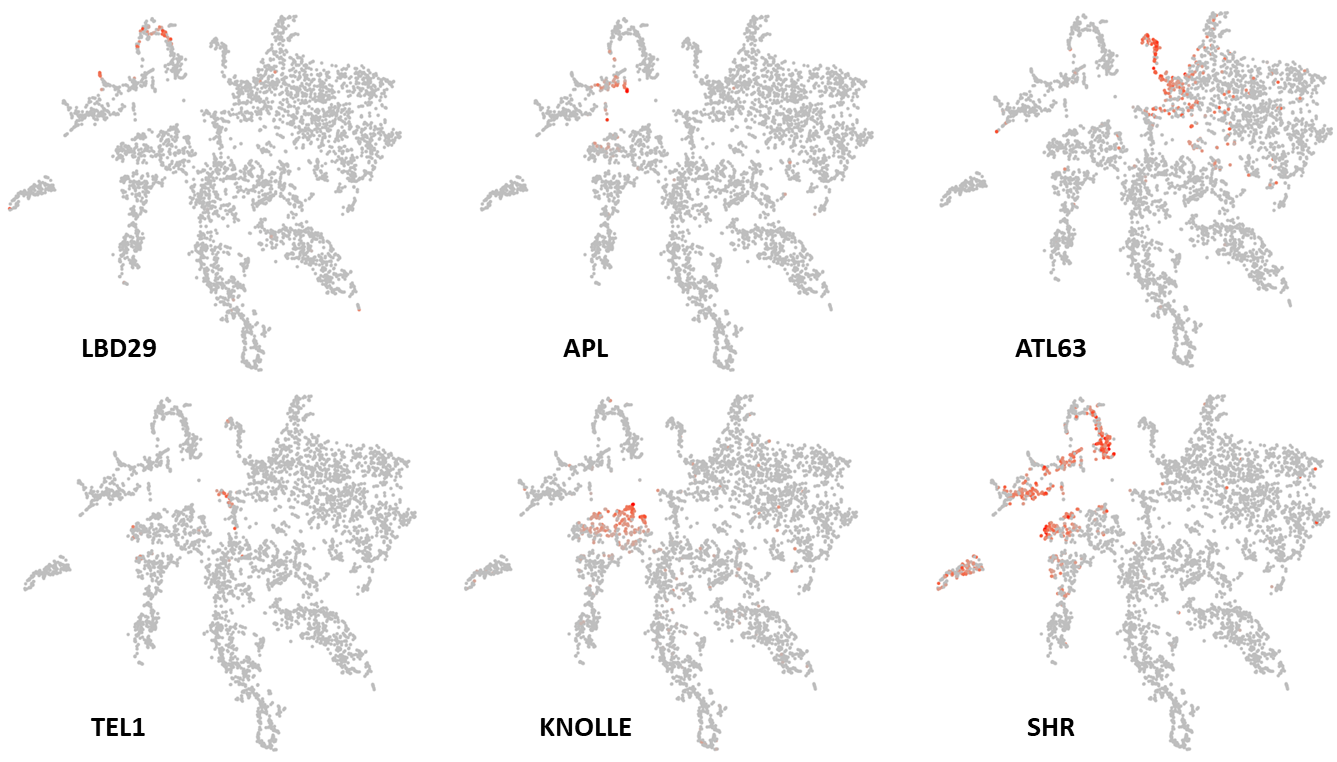 LBD29
APL
ATL63
TEL1
KNOLLE
SHR